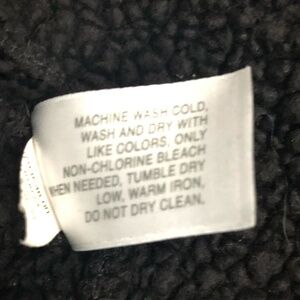 MACHINE WASH COLD,
WASH AND DRY WITH
LIKE COLORS, ONLY
NON-CHLORINE BLEACH
WHEN NEEDED, TUMBLE DRY
LOW, WARM IRON,
DO NOT DRY CLEAN.